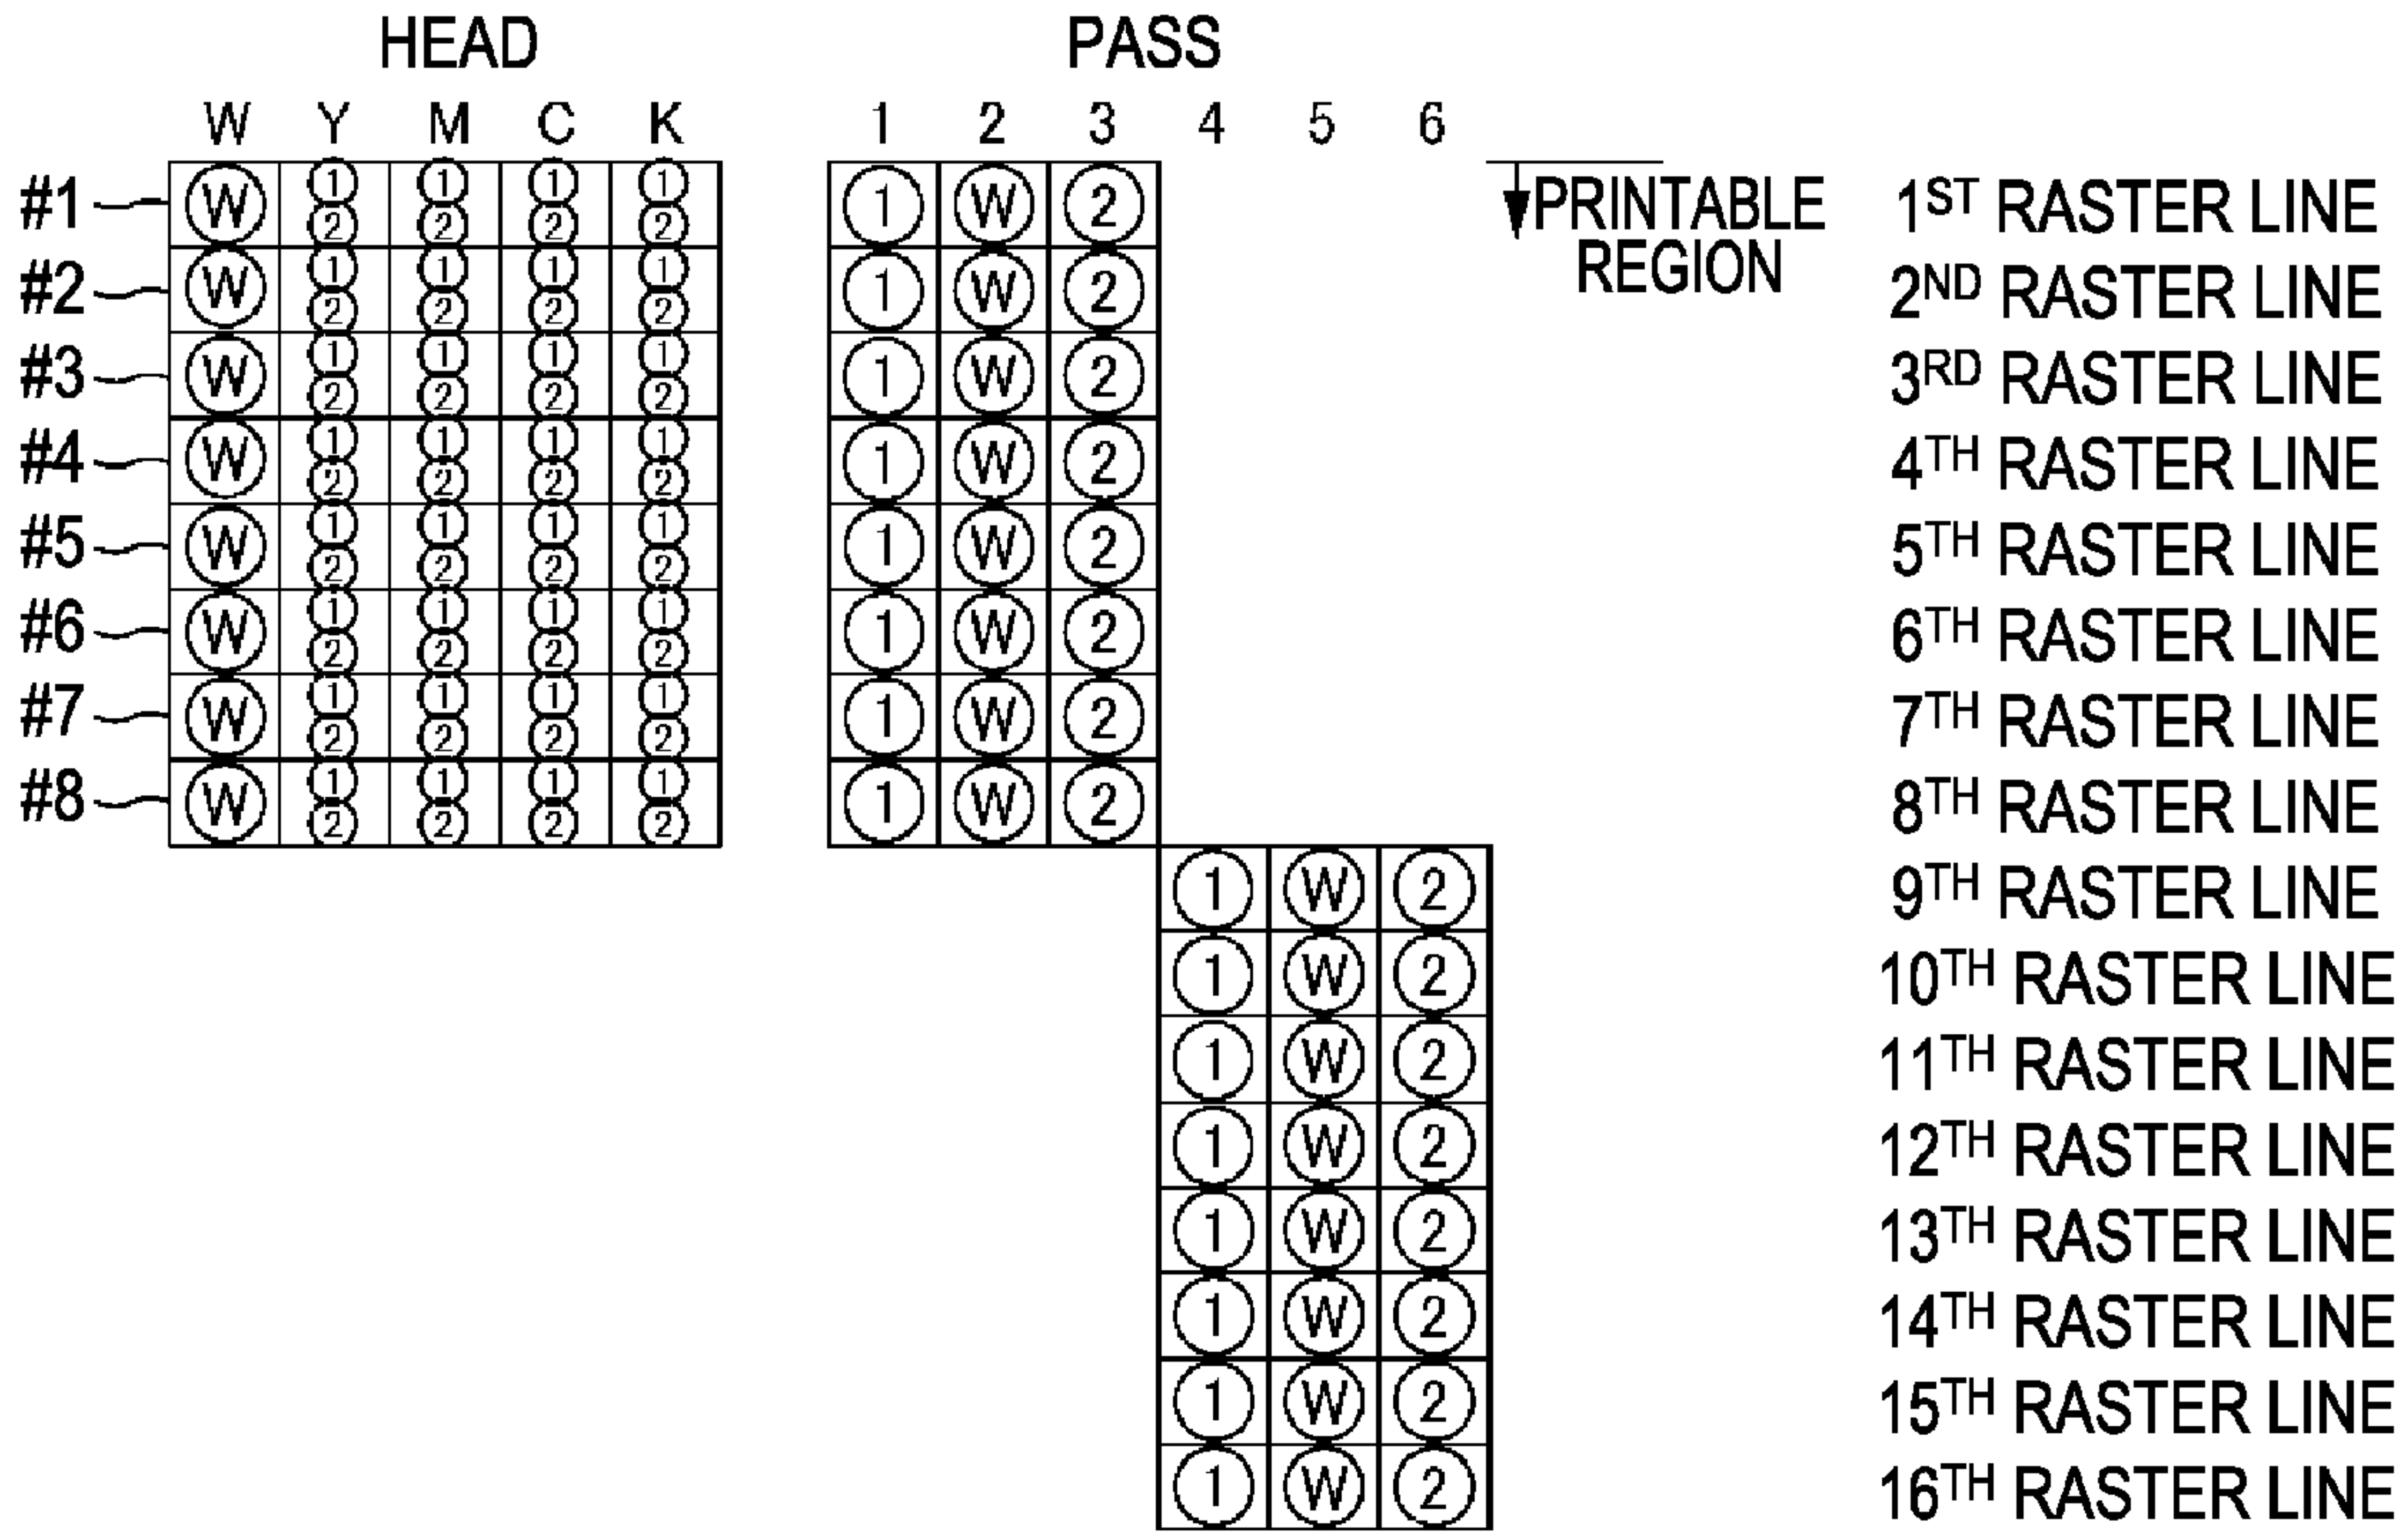 HEAD PASS
W Y M C K 1 2 3 4 5 6
#1 W 1 1 1 1 1 W 2 PRINTABLE 1ST RASTER LINE
2 2 2 2 REGION
#2 W 1 1 1 1 1 W 2 2ND RASTER LINE
2 2 2 2
#3 W 1 1 1 1 1 W 2 3RD RASTER LINE
2 2 2 2
#4 W 1 1 1 1 1 W 2 4TH RASTER LINE
2 2 2 2
#5 W 1 1 1 1 1 W 2 5TH RASTER LINE
2 2 2 2
#6 W 1 1 1 1 1 W 2 6TH RASTER LINE
2 2 2 2
#7 W 1 1 1 1 1 W 2 7TH RASTER LINE
2 2 2 2
#8 W 1 1 1 1 1 W 2 8TH RASTER LINE
2 2 2 2
1 W 2 9TH RASTER LINE
1 W 2 10TH RASTER LINE
1 W 2 11TH RASTER LINE
1 W 2 12TH RASTER LINE
1 W 2 13TH RASTER LINE
1 W 2 14TH RASTER LINE
1 W 2 15TH RASTER LINE
1 W 2 16TH RASTER LINE